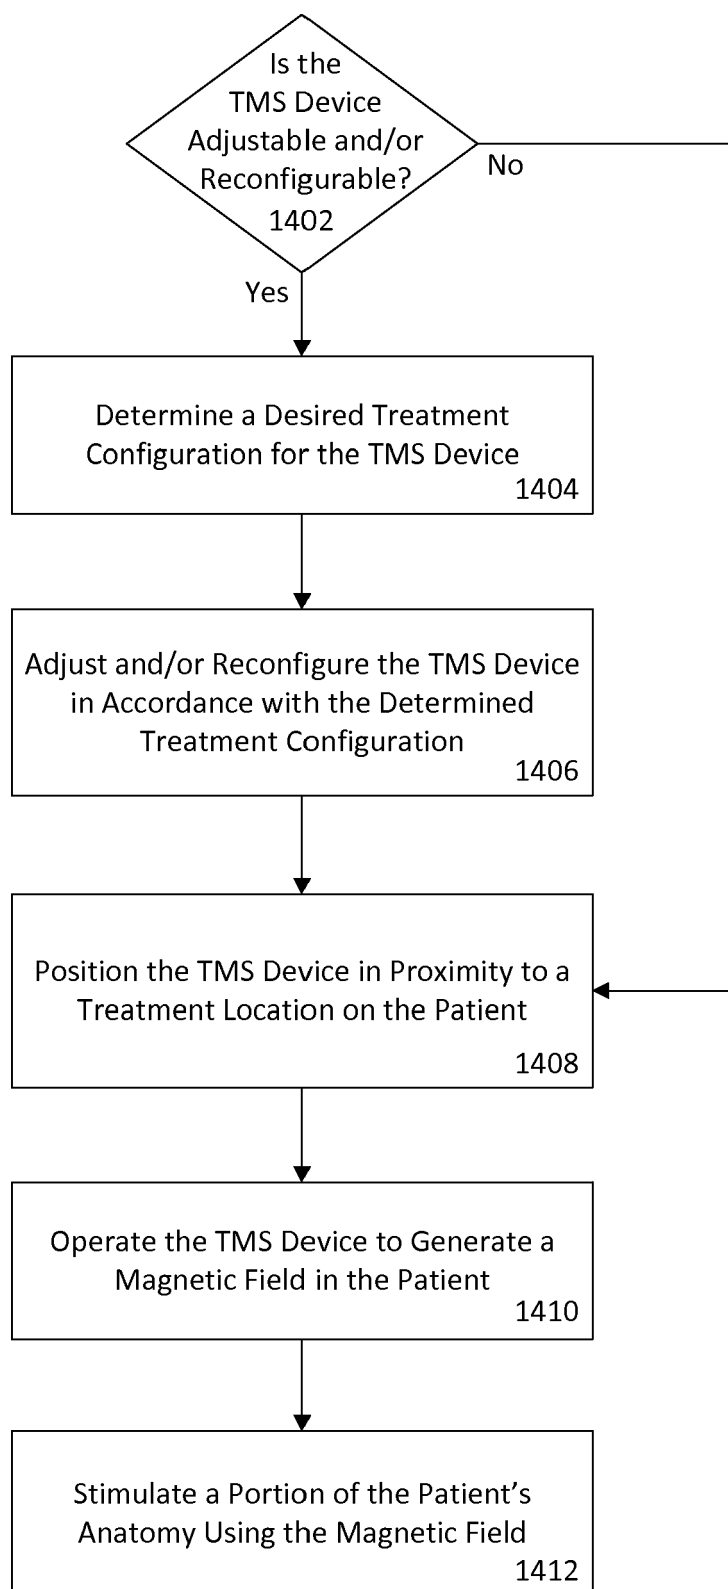 Is the
TMS Device
Adjustable and/or
Reconfigurable?
1402
No
Yes
Determine a Desired Treatment
Configuration for the TMS Device
1404
Adjust and/or Reconfigure the TMS Device
in Accordance with the Determined
Treatment Configuration
1406
Position the TMS Device in Proximity to a
Treatment Location on the Patient
1408
Operate the TMS Device to Generate a
Magnetic Field in the Patient
1410
Stimulate a Portion of the Patient’s
Anatomy Using the Magnetic Field
1412